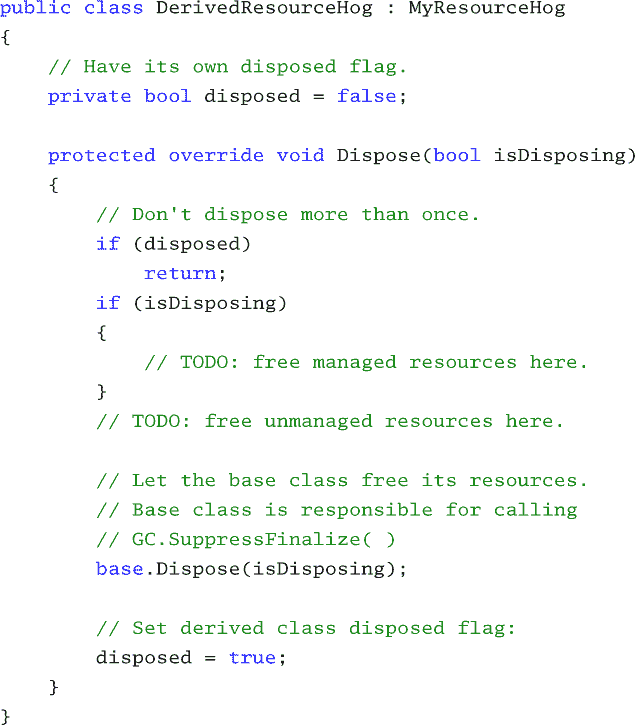 public class DerivedResourceHog : MyResourceHog
{
    // Have its own disposed flag.
    private bool disposed = false;

    protected override void Dispose(bool isDisposing)
    {
        // Don't dispose more than once.
        if (disposed)
            return;
        if (isDisposing)
        {
            // TODO: free managed resources here.
        }
        // TODO: free unmanaged resources here.

        // Let the base class free its resources.
        // Base class is responsible for calling
        // GC.SuppressFinalize( )
        base.Dispose(isDisposing);

        // Set derived class disposed flag:
        disposed = true;
    }
}